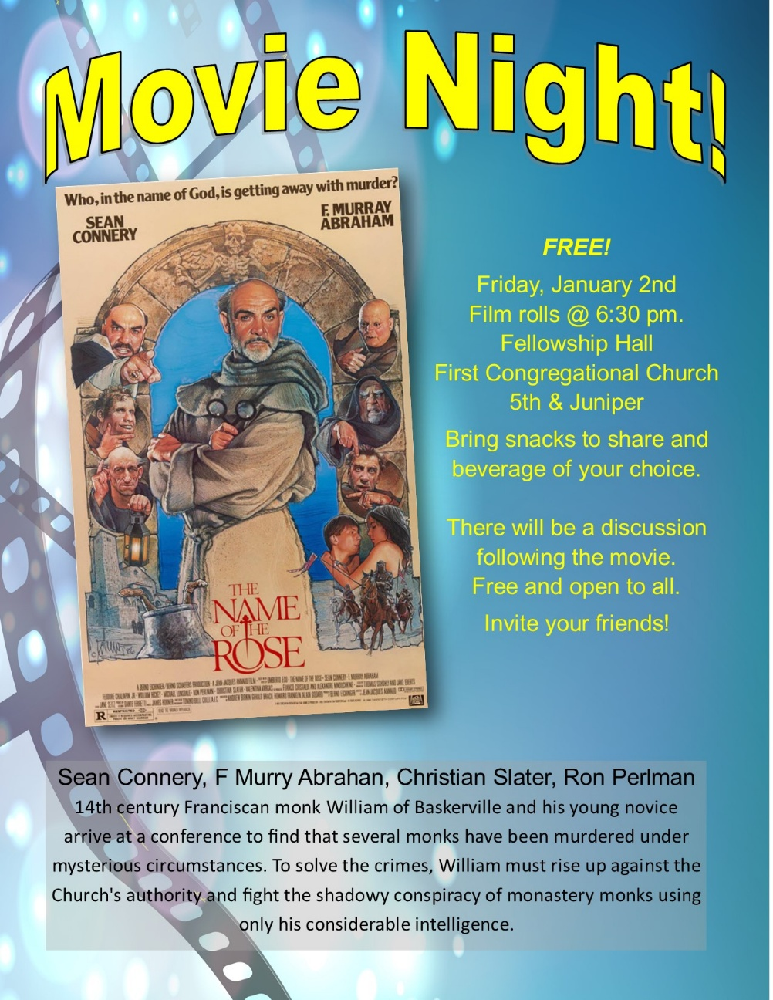 Movie Night!
Who, in the name of God, is getting away with murder?
SEAN
CONNERY
F. MURRAY
ABRAHAM
THE
NAME
OF THE
ROSE
R RESTRICTED
FREE!
Friday, January 2nd
Film rolls @ 6:30 pm.
Fellowship Hall
First Congregational Church
5th & Juniper
Bring snacks to share and
beverage of your choice.
There will be a discussion
following the movie.
Free and open to all.
Invite your friends!
Sean Connery, F Murry Abrahan, Christian Slater, Ron Perlman
14th century Franciscan monk William of Baskerville and his young novice
arrive at a conference to find that several monks have been murdered under
mysterious circumstances. To solve the crimes, William must rise up against the
Church's authority and fight the shadowy conspiracy of monastery monks using
only his considerable intelligence.